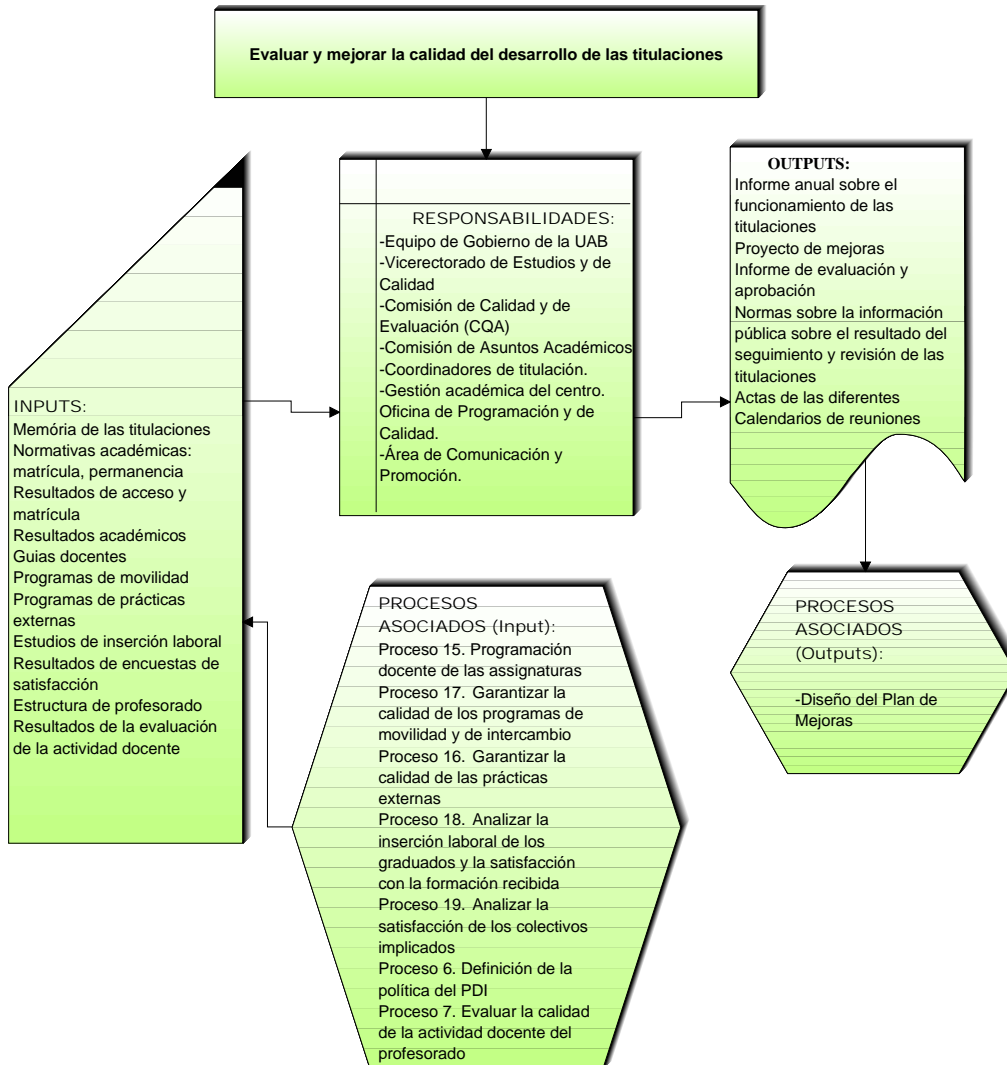 Evaluar y mejorar la calidad del desarrollo de las titulaciones
INPUTS:
Memória de las titulaciones
Normativas académicas:
matrícula, permanencia
Resultados de acceso y
matrícula
Resultados académicos
Guias docentes
Programas de movilidad
Programas de prácticas
externas
Estudios de inserción laboral
Resultados de encuestas de
satisfacción
Estructura de profesorado
Resultados de la evaluación
de la actividad docente
RESPONSABILIDADES:
-Equipo de Gobierno de la UAB
-Vicerectorado de Estudios y de
Calidad
-Comisión de Calidad y de
Evaluación (CQA)
-Comisión de Asuntos Académicos
-Coordinadores de titulación.
-Gestión académica del centro.
Oficina de Programación y de
Calidad.
-Área de Comunicación y
Promoción.
OUTPUTS:
Informe anual sobre el
funcionamiento de las
titulaciones
Proyecto de mejoras
Informe de evaluación y
aprobación
Normas sobre la información
pública sobre el resultado del
seguimiento y revisión de las
titulaciones
Actas de las diferentes
Calendarios de reuniones
PROCESOS
ASOCIADOS (Input):
Proceso 15. Programación
docente de las assignaturas
Proceso 17. Garantizar la
calidad de los programas de
movilidad y de intercambio
Proceso 16. Garantizar la
calidad de las prácticas
externas
Proceso 18. Analizar la
inserción laboral de los
graduados y la satisfacción
con la formación recibida
Proceso 19. Analizar la
satisfacción de los colectivos
implicados
Proceso 6. Definición de la
política del PDI
Proceso 7. Evaluar la calidad
de la actividad docente del
profesorado
PROCESOS
ASOCIADOS
(Outputs):
-Diseño del Plan de
Mejoras